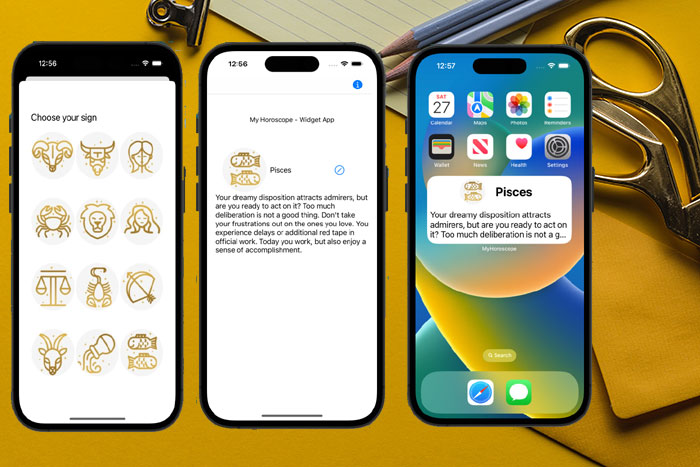 12:56
Choose your sign
12:56
My Horoscope - Widget App
Pisces
Your dreamy disposition attracts admirers, but
are you ready to act on it? Too much
deliberation is not a good thing. Don't take
your frustrations out on the ones you love. You
experience delays or additional red tape in
official work. Today you work, but also enjoy a
sense of accomplishment.
12:57
SAT
27
Calendar
Maps
Photos
Reminders
Wallet
News
Health
Settings
Pisces
Your dreamy disposition attracts
admirers, but are you ready to act on
it? Too much deliberation is not a g...
MyHoroscope
Search